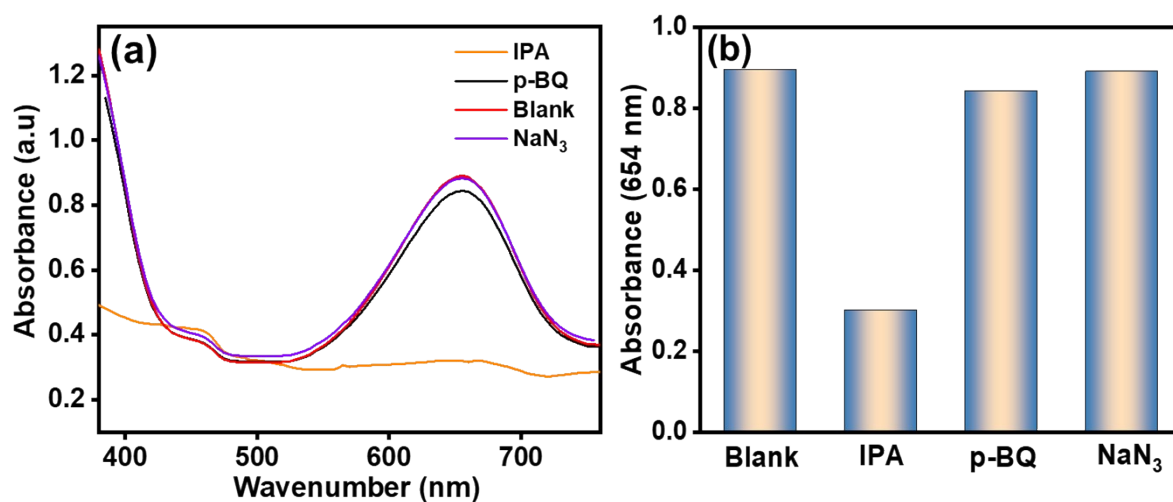 (a)
IPA
p-BQ
Blank
NaN₃
Absorbance (a.u)
1.2
1.0
0.8
0.6
0.4
0.2
400 500 600 700
Wavenumber (nm)
(b)
Absorbance (654 nm)
1.0
0.8
0.6
0.4
0.2
0.0
Blank IPA p-BQ NaN₃